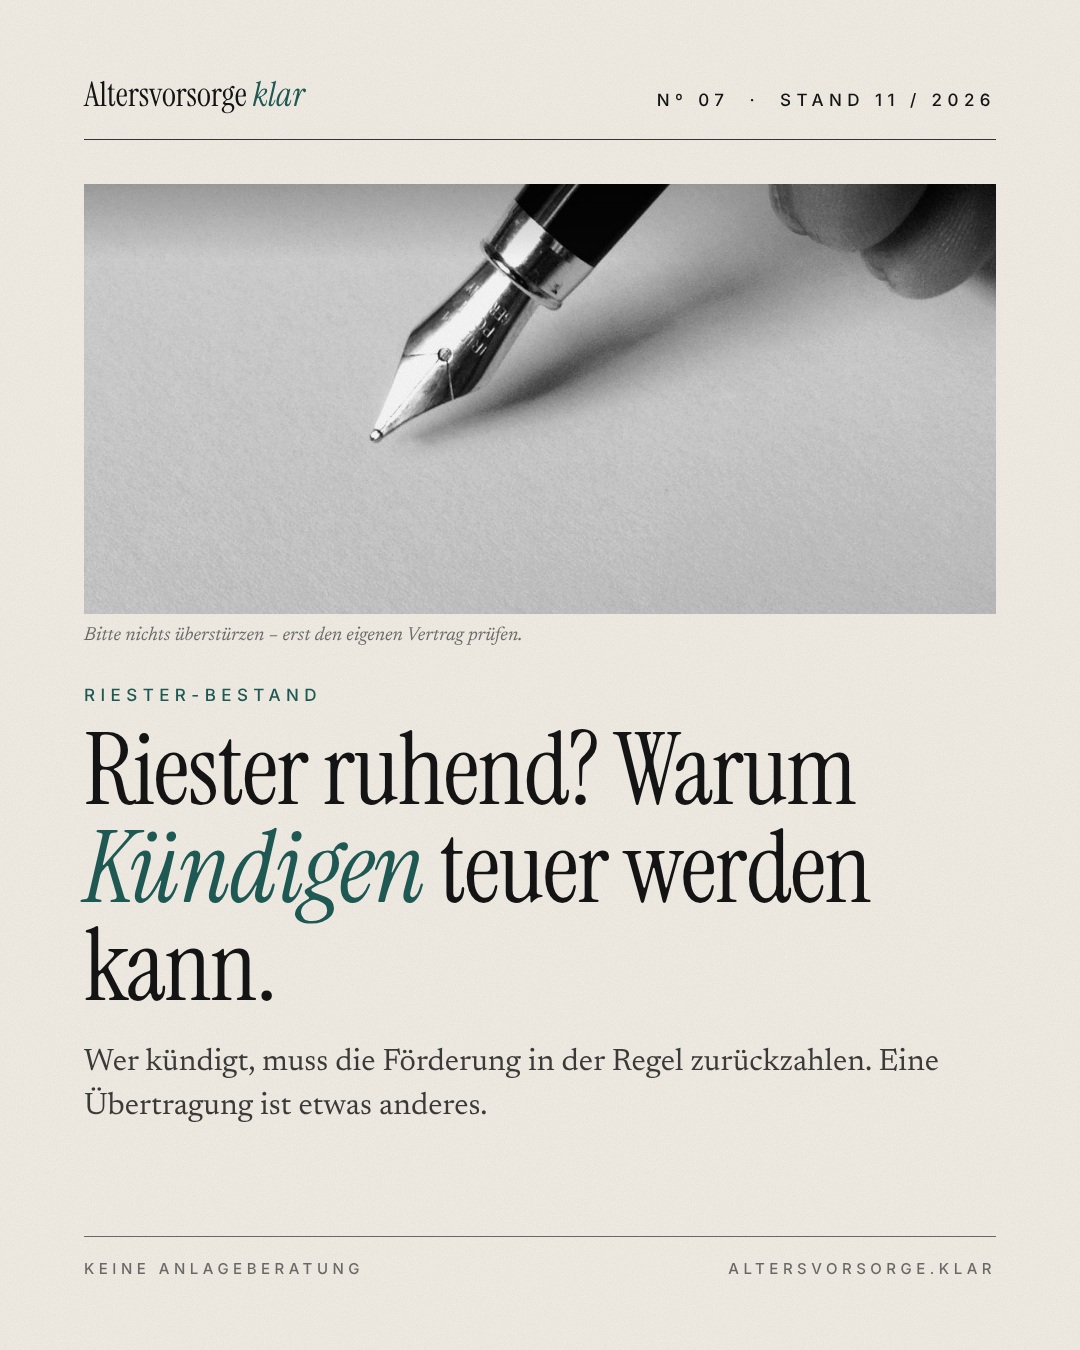 Altersvorsorge klar
Nº 07 · STAND 11 / 2026
Bitte nichts überstürzen – erst den eigenen Vertrag prüfen.
RIESTER-BESTAND
Riester ruhend? Warum
Kündigen teuer werden
kann.
Wer kündigt, muss die Förderung in der Regel zurückzahlen. Eine
Übertragung ist etwas anderes.
KEINE ANLAGEBERATUNG
ALTERSVORSORGE.KLAR